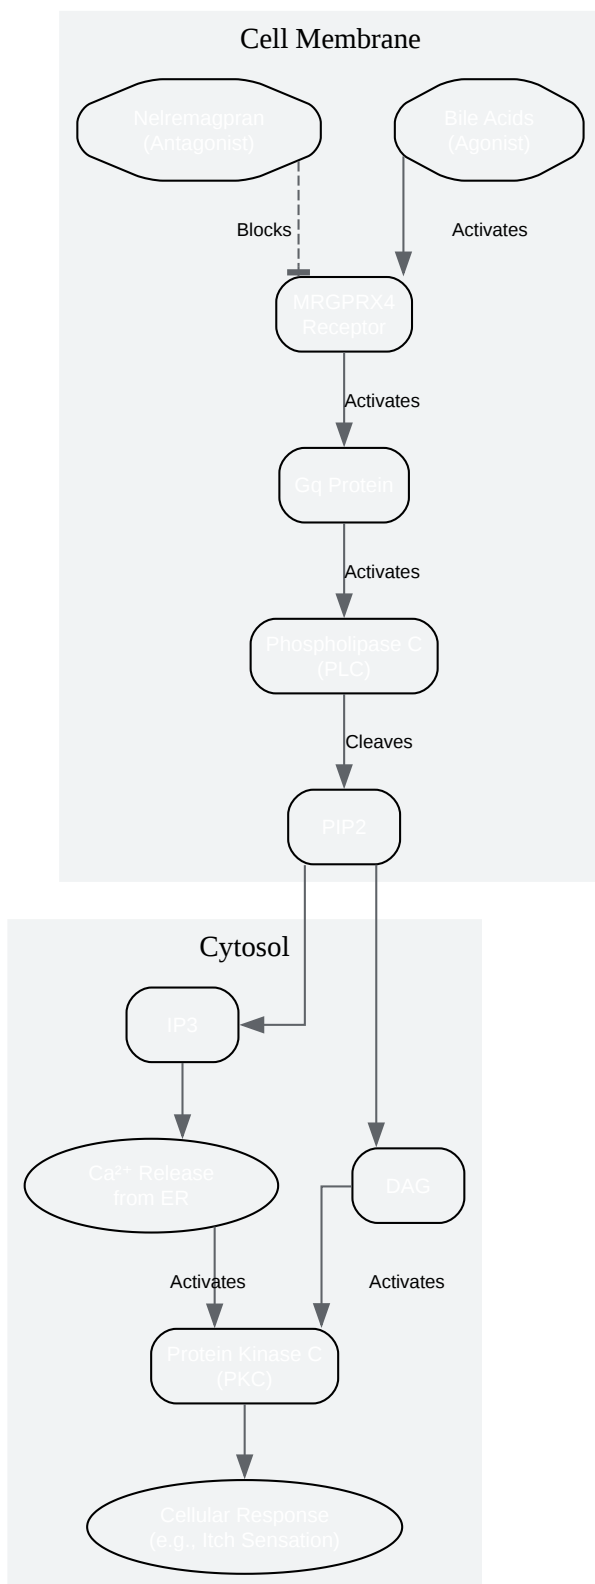 Cell Membrane
Nelremagpran
(Antagonist)
Bile Acids
(Agonist)
Blocks
Activates
MRGPRX4
Receptor
Activates
Gq Protein
Activates
Phospholipase C
(PLC)
Cleaves
PIP2
Cytosol
IP3
Ca²⁺ Release
from ER
DAG
Activates
Activates
Protein Kinase C
(PKC)
Cellular Response
(e.g., Itch Sensation)